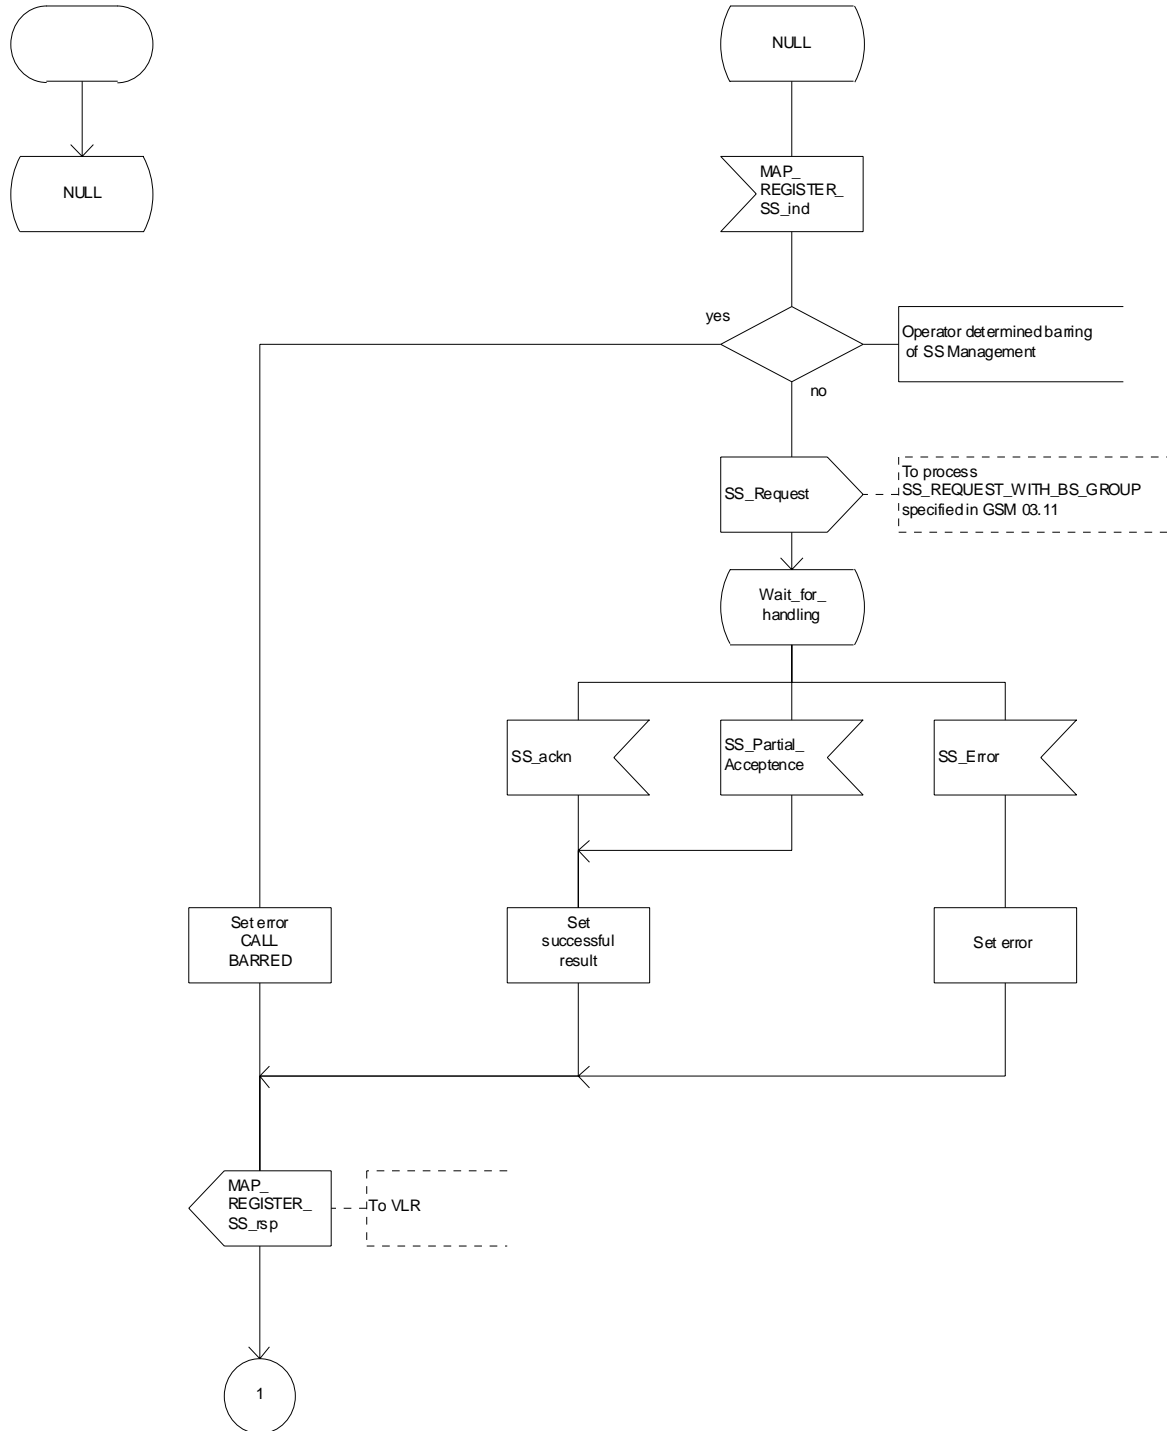 NULL
NULL
MAP_
REGISTER_
SS_ind
yes
Operator determined barring
of SS Management
no
SS_Request
To process
SS_REQUEST_WITH_BS_GROUP
specified in GSM 03.11
Wait_for_
handling
SS_ackn
SS_Partial_
Acceptence
SS_Error
Set error
CALL
BARRED
Set
successful
result
Set error
MAP_
REGISTER_
SS_rsp
To VLR
1